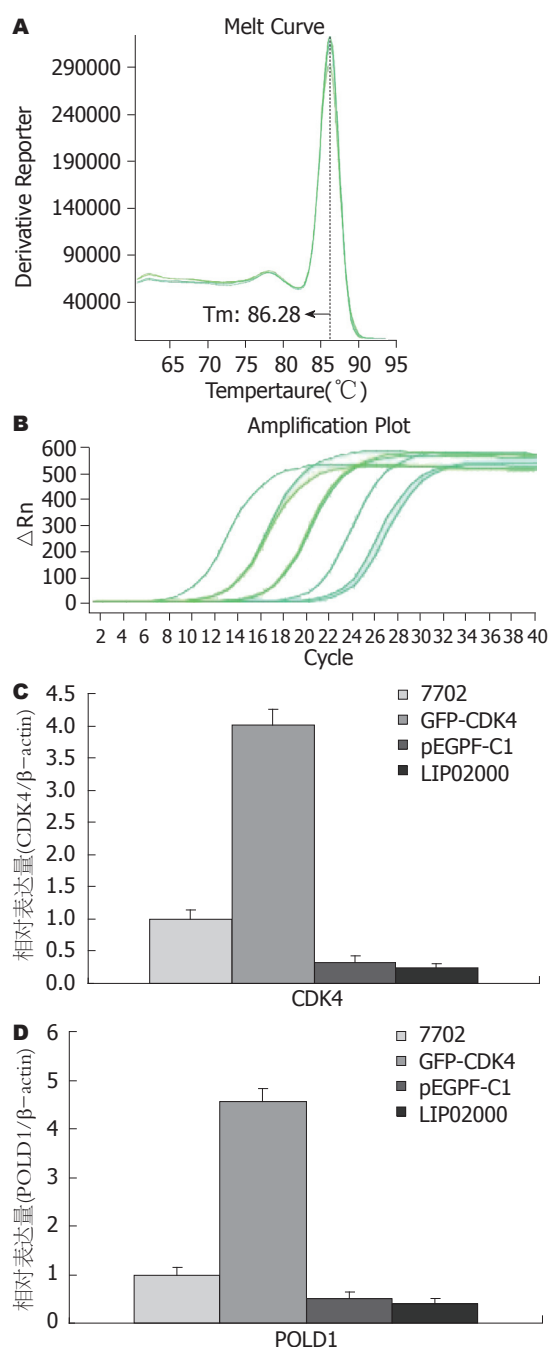 A
Melt Curve
Derivative Reporter
290000
240000
190000
140000
90000
40000
Tm: 86.28
65 70 75 80 85 90 95
Tempertaure(℃)
B
Amplification Plot
△Rn
600
500
400
300
200
100
0
2 4 6 8 10 12 14 16 18 20 22 24 26 28 30 32 34 36 38 40
Cycle
C
相对表达量(CDK4/β-actin)
4.5
4.0
3.5
3.0
2.5
2.0
1.5
1.0
0.5
0.0
7702
GFP-CDK4
pEGPF-C1
LIP02000
CDK4
D
相对表达量(POLD1/β-actin)
6
5
4
3
2
1
0
7702
GFP-CDK4
pEGPF-C1
LIP02000
POLD1